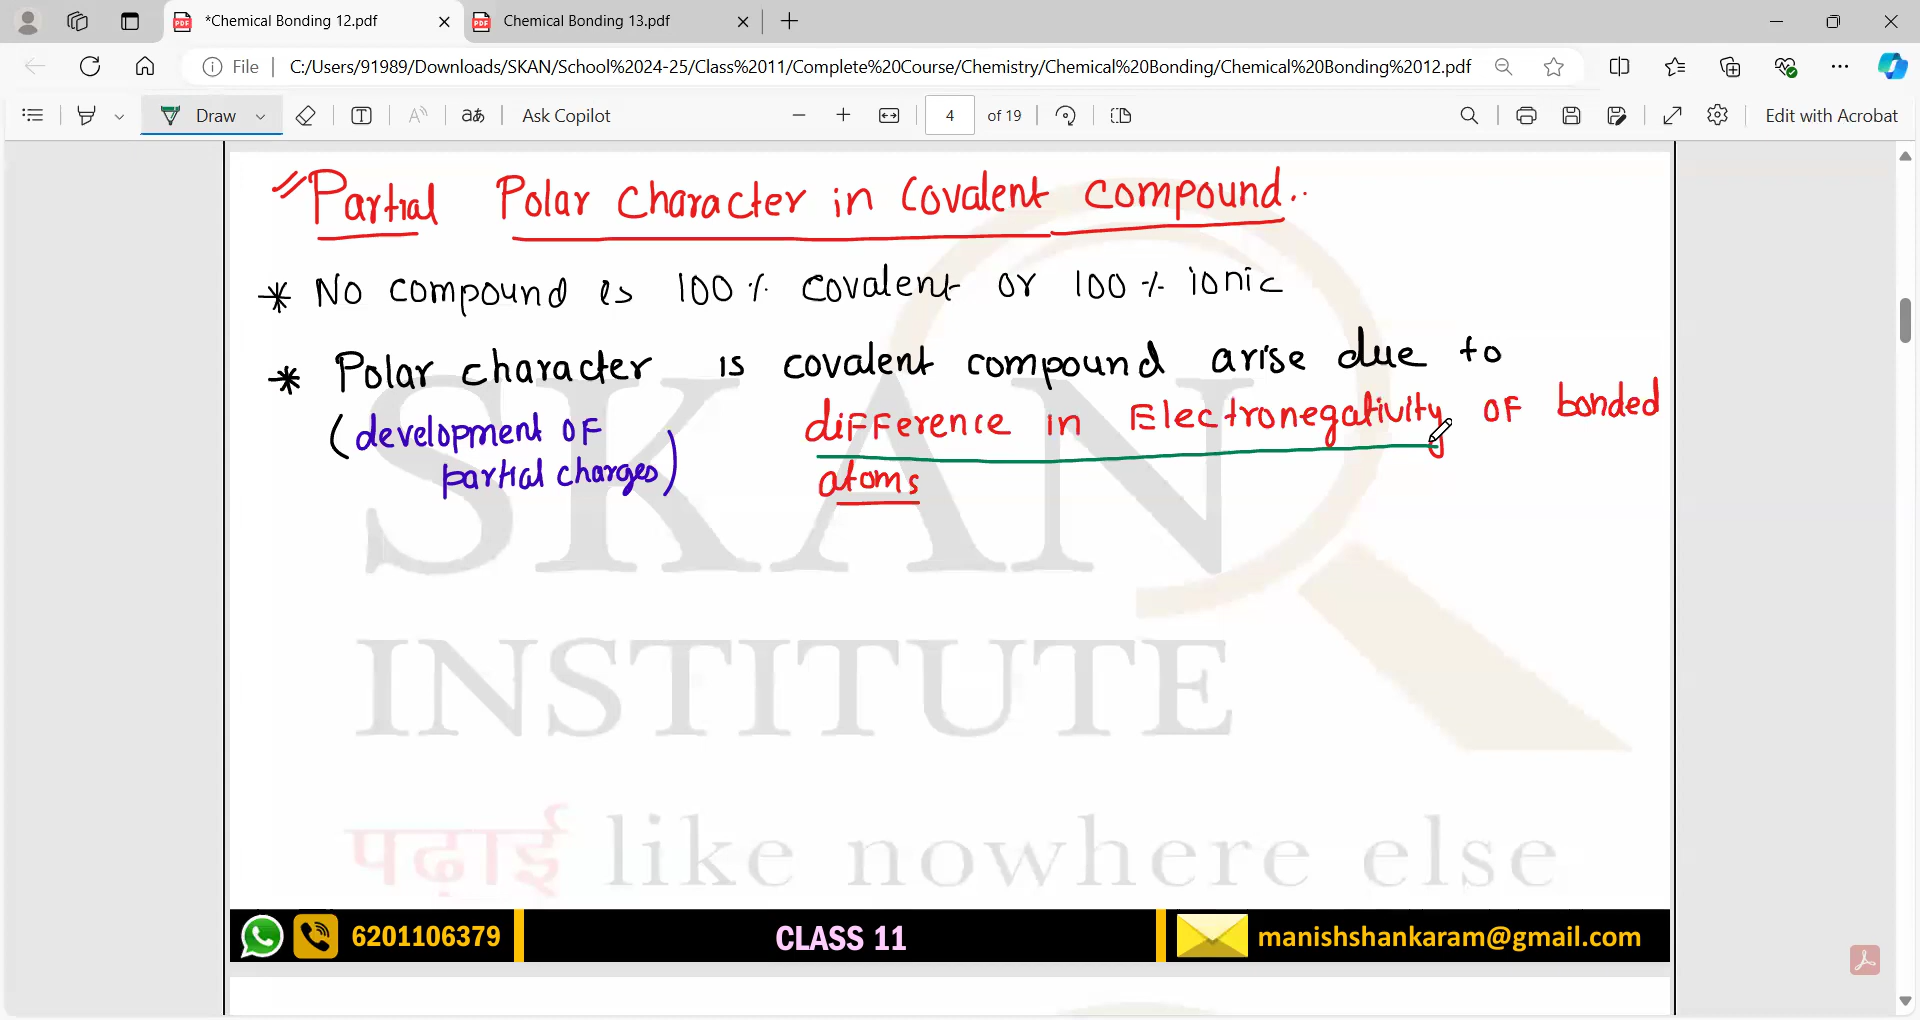 *Chemical Bonding 12.pdf
Chemical Bonding 13.pdf
File
C:/Users/91989/Downloads/SKAN/School%2024-25/Class%2011/Complete%20Course/Chemistry/Chemical%20Bonding/Chemical%20Bonding%2012.pdf
Draw
aあ
Ask Copilot
4 of 19
Edit with Acrobat
Partial Polar character in covalent compound..
* No compound is 100% covalent or 100% ionic
* Polar character is covalent compound arise due to
(development of
partial charges)
difference in Electronegativity of bonded
atoms
SKAN
INSTITUTE
पढ़ाई like nowhere else
6201106379
CLASS 11
manishshankaram@gmail.com